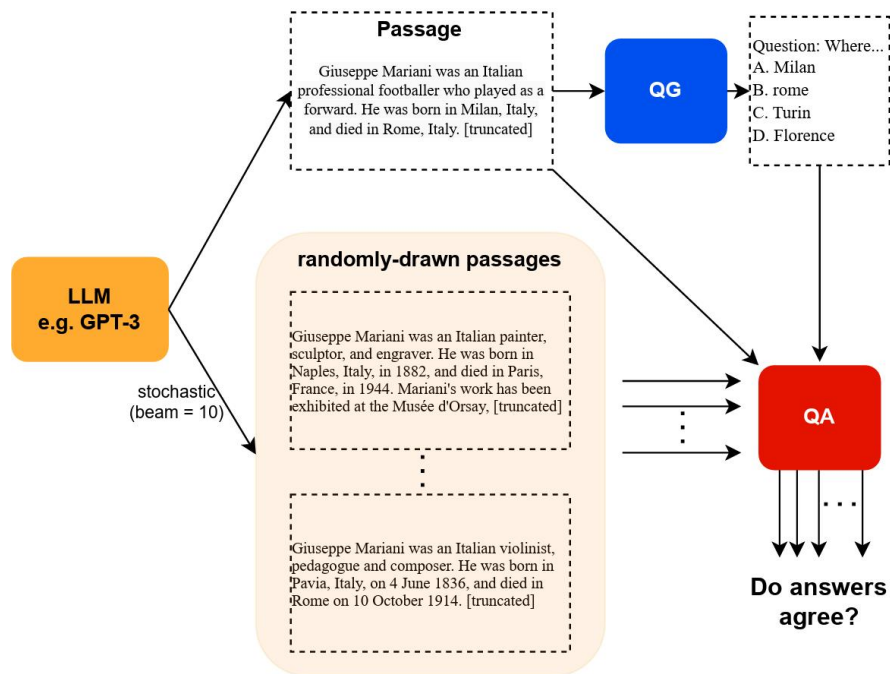 Passage
Giuseppe Mariani was an Italian
professional footballer who played as a
forward. He was born in Milan, Italy,
and died in Rome, Italy. [truncated]
QG
Question: Where...
A. Milan
B. rome
C. Turin
D. Florence
LLM
e.g. GPT-3
stochastic
(beam = 10)
randomly-drawn passages
Giuseppe Mariani was an Italian painter,
sculptor, and engraver. He was born in
Naples, Italy, in 1882, and died in Paris,
France, in 1944. Mariani's work has been
exhibited at the Musée d'Orsay, [truncated]
Giuseppe Mariani was an Italian violinist,
pedagogue and composer. He was born in
Pavia, Italy, on 4 June 1836, and died in
Rome on 10 October 1914. [truncated]
QA
Do answers
agree?